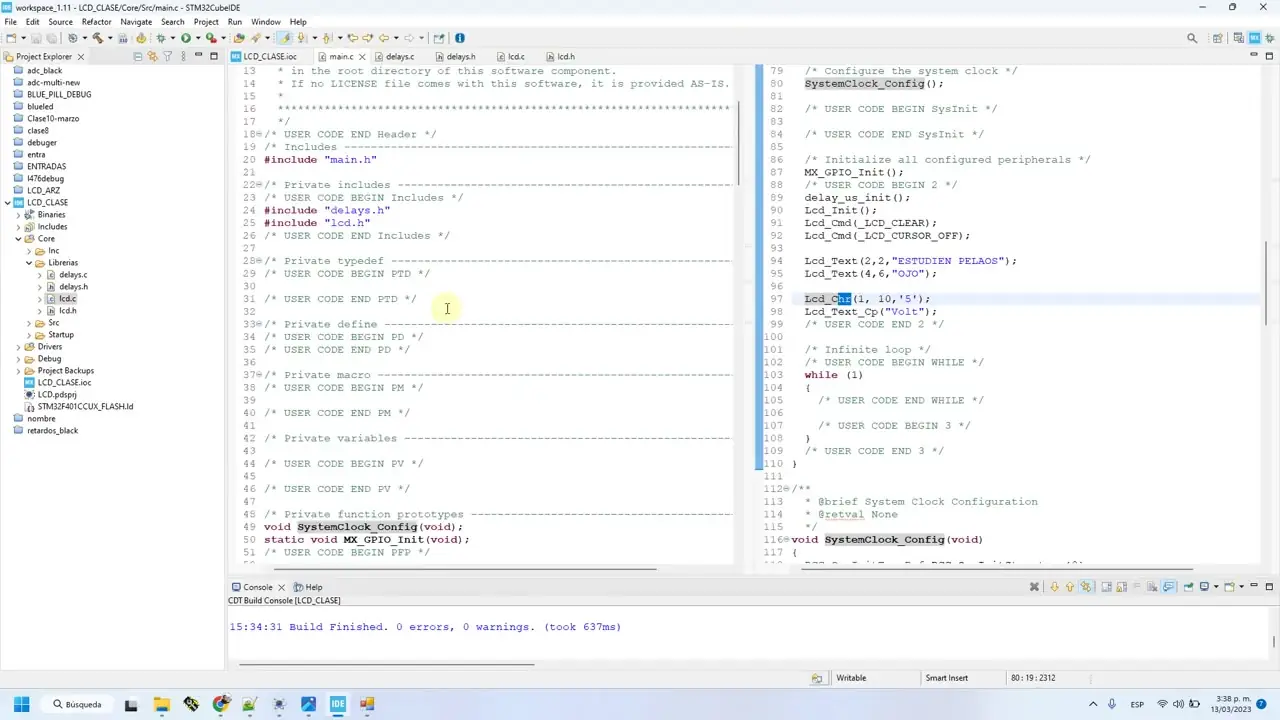 workspace_1.11 - LCD_CLASE/Core/Src/main.c - STM32CubeIDE
File Edit Source Refactor Navigate Search Project Run Window Help
Project Explorer
adc_black
adc-multi-new
BLUE_PILL_DEBUG
blueled
Clase10-marzo
clase8
debuger
entra
ENTRADAS
f476debug
LCD_ARZ
LCD_CLASE
Binaries
Includes
Core
Inc
Librerias
delays.c
delays.h
lcd.c
lcd.h
Src
Startup
Drivers
Debug
Project Backups
LCD_CLASE.ioc
LCD.pdsprj
STM32F401CCUX_FLASH.ld
nombre
retardos_black
LCD_CLASE.ioc main.c delays.c delays.h lcd.c lcd.h
13 * in the root directory of this software component.
14 * If no LICENSE file comes with this software, it is provided AS-IS.
15 *
16 ******************************************************************************
17 */
18 /* USER CODE END Header */
19 /* Includes ------------------------------------------------------------------
20 #include "main.h"
21
22 /* Private includes ----------------------------------------------------------
23 /* USER CODE BEGIN Includes */
24 #include "delays.h"
25 #include "lcd.h"
26 /* USER CODE END Includes */
27
28 /* Private typedef -----------------------------------------------------------
29 /* USER CODE BEGIN PTD */
30
31 /* USER CODE END PTD */
32
33 /* Private define ------------------------------------------------------------
34 /* USER CODE BEGIN PD */
35 /* USER CODE END PD */
36
37 /* Private macro -------------------------------------------------------------
38 /* USER CODE BEGIN PM */
39
40 /* USER CODE END PM */
41
42 /* Private variables ---------------------------------------------------------
43
44 /* USER CODE BEGIN PV */
45
46 /* USER CODE END PV */
47
48 /* Private function prototypes -----------------------------------------------
49 void SystemClock_Config(void);
50 static void MX_GPIO_Init(void);
51 /* USER CODE BEGIN PFP */
79 /* Configure the system clock */
80 SystemClock_Config();
81
82 /* USER CODE BEGIN SysInit */
83
84 /* USER CODE END SysInit */
85
86 /* Initialize all configured peripherals */
87 MX_GPIO_Init();
88 /* USER CODE BEGIN 2 */
89 delay_us_init();
90 Lcd_Init();
91 Lcd_Cmd(_LCD_CLEAR);
92 Lcd_Cmd(_LCD_CURSOR_OFF);
93
94 Lcd_Text(2,2,"ESTUDIEN PELAOS");
95 Lcd_Text(4,6,"OJO");
96
97 Lcd_Chr(1, 10,'5');
98 Lcd_Text_Cp("Volt");
99 /* USER CODE END 2 */
100
101 /* Infinite loop */
102 /* USER CODE BEGIN WHILE */
103 while (1)
104 {
105 /* USER CODE END WHILE */
106
107 /* USER CODE BEGIN 3 */
108 }
109 /* USER CODE END 3 */
110 }
111
112 /**
113 * @brief System Clock Configuration
114 * @retval None
115 */
116 void SystemClock_Config(void)
117 {
Console Help
CDT Build Console [LCD_CLASE]
15:34:31 Build Finished. 0 errors, 0 warnings. (took 637ms)
Writable Smart Insert 80 : 19 : 2312
Búsqueda
IDE
ESP
3:38 p. m.
13/03/2023